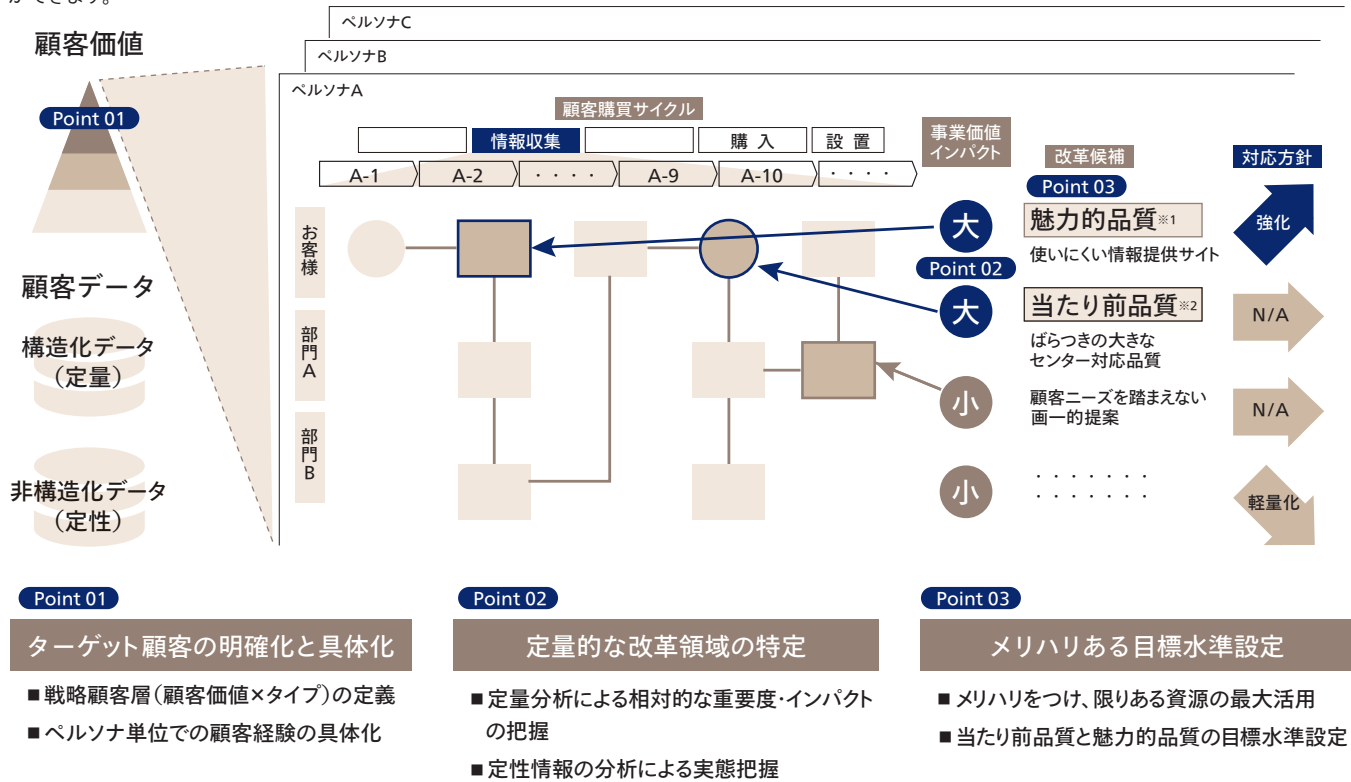 ができます。
顧客価値
Point 01
顧客データ
構造化データ
（定量）
非構造化データ
（定性）
ペルソナC
ペルソナB
ペルソナA
顧客購買サイクル
情報収集
購 入
設 置
A-1
A-2
・・・・
A-9
A-10
・・・・
事業価値
インパクト
改革候補
対応方針
お客様
部門A
部門B
大
Point 03
魅力的品質※1
使いにくい情報提供サイト
強化
Point 02
大
当たり前品質※2
ばらつきの大きな
センター対応品質
N/A
小
顧客ニーズを踏まえない
画一的提案
N/A
小
・・・・・・・
・・・・・・・
軽量化
Point 01
ターゲット顧客の明確化と具体化
■戦略顧客層（顧客価値×タイプ）の定義
■ペルソナ単位での顧客経験の具体化
Point 02
定量的な改革領域の特定
■定量分析による相対的な重要度・インパクト
の把握
■定性情報の分析による実態把握
Point 03
メリハリある目標水準設定
■メリハリをつけ、限りある資源の最大活用
■当たり前品質と魅力的品質の目標水準設定